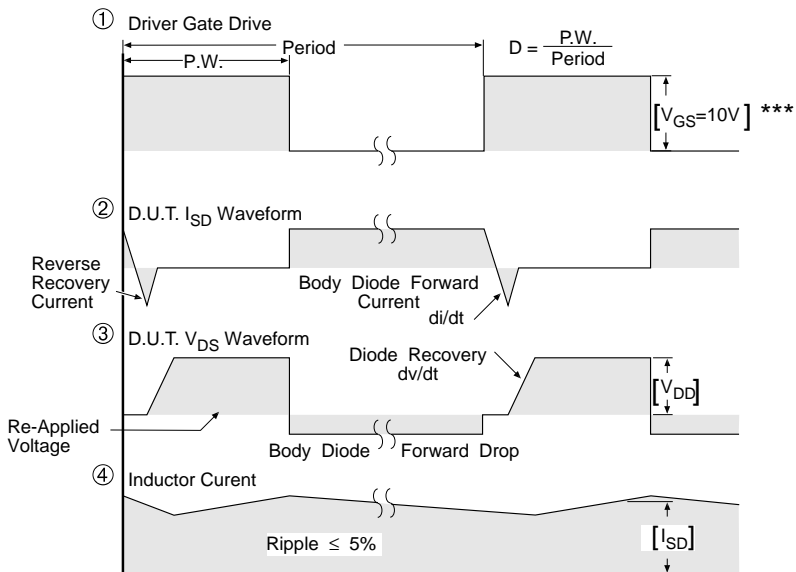 ① Driver Gate Drive
Period
P.W.
D = P.W.
Period
[VGS=10V] ***
② D.U.T. ISD Waveform
Reverse
Recovery
Current
Body Diode Forward
Current
di/dt
③ D.U.T. VDS Waveform
Diode Recovery
dv/dt
[VDD]
Re-Applied
Voltage
Body Diode Forward Drop
④ Inductor Curent
Ripple ≤ 5%
[ISD]